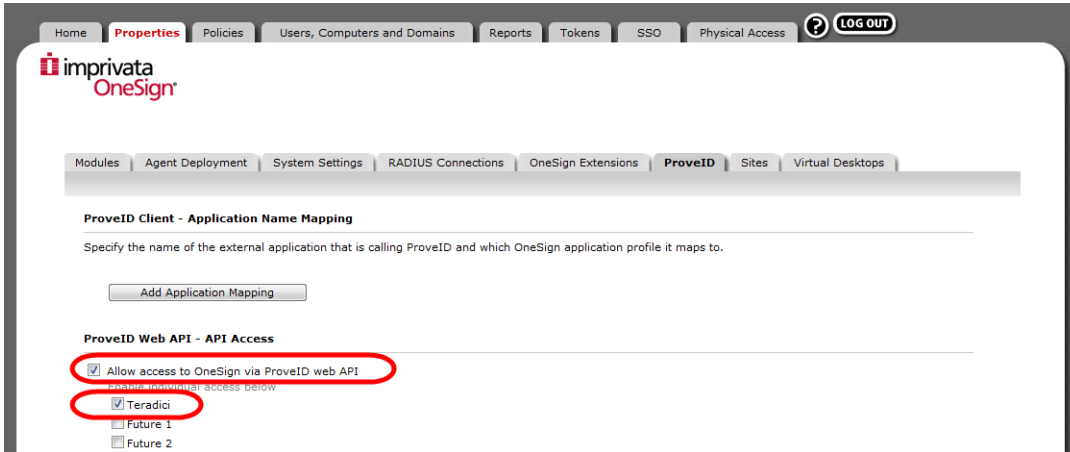 Home Properties Policies Users, Computers and Domains Reports Tokens SSO Physical Access ? LOG OUT
imprivata
OneSign
Modules Agent Deployment System Settings RADIUS Connections OneSign Extensions ProveID Sites Virtual Desktops
ProveID Client - Application Name Mapping
Specify the name of the external application that is calling ProveID and which OneSign application profile it maps to.
Add Application Mapping
ProveID Web API - API Access
Allow access to OneSign via ProveID web API
Enable individual access below
Teradici
Future 1
Future 2